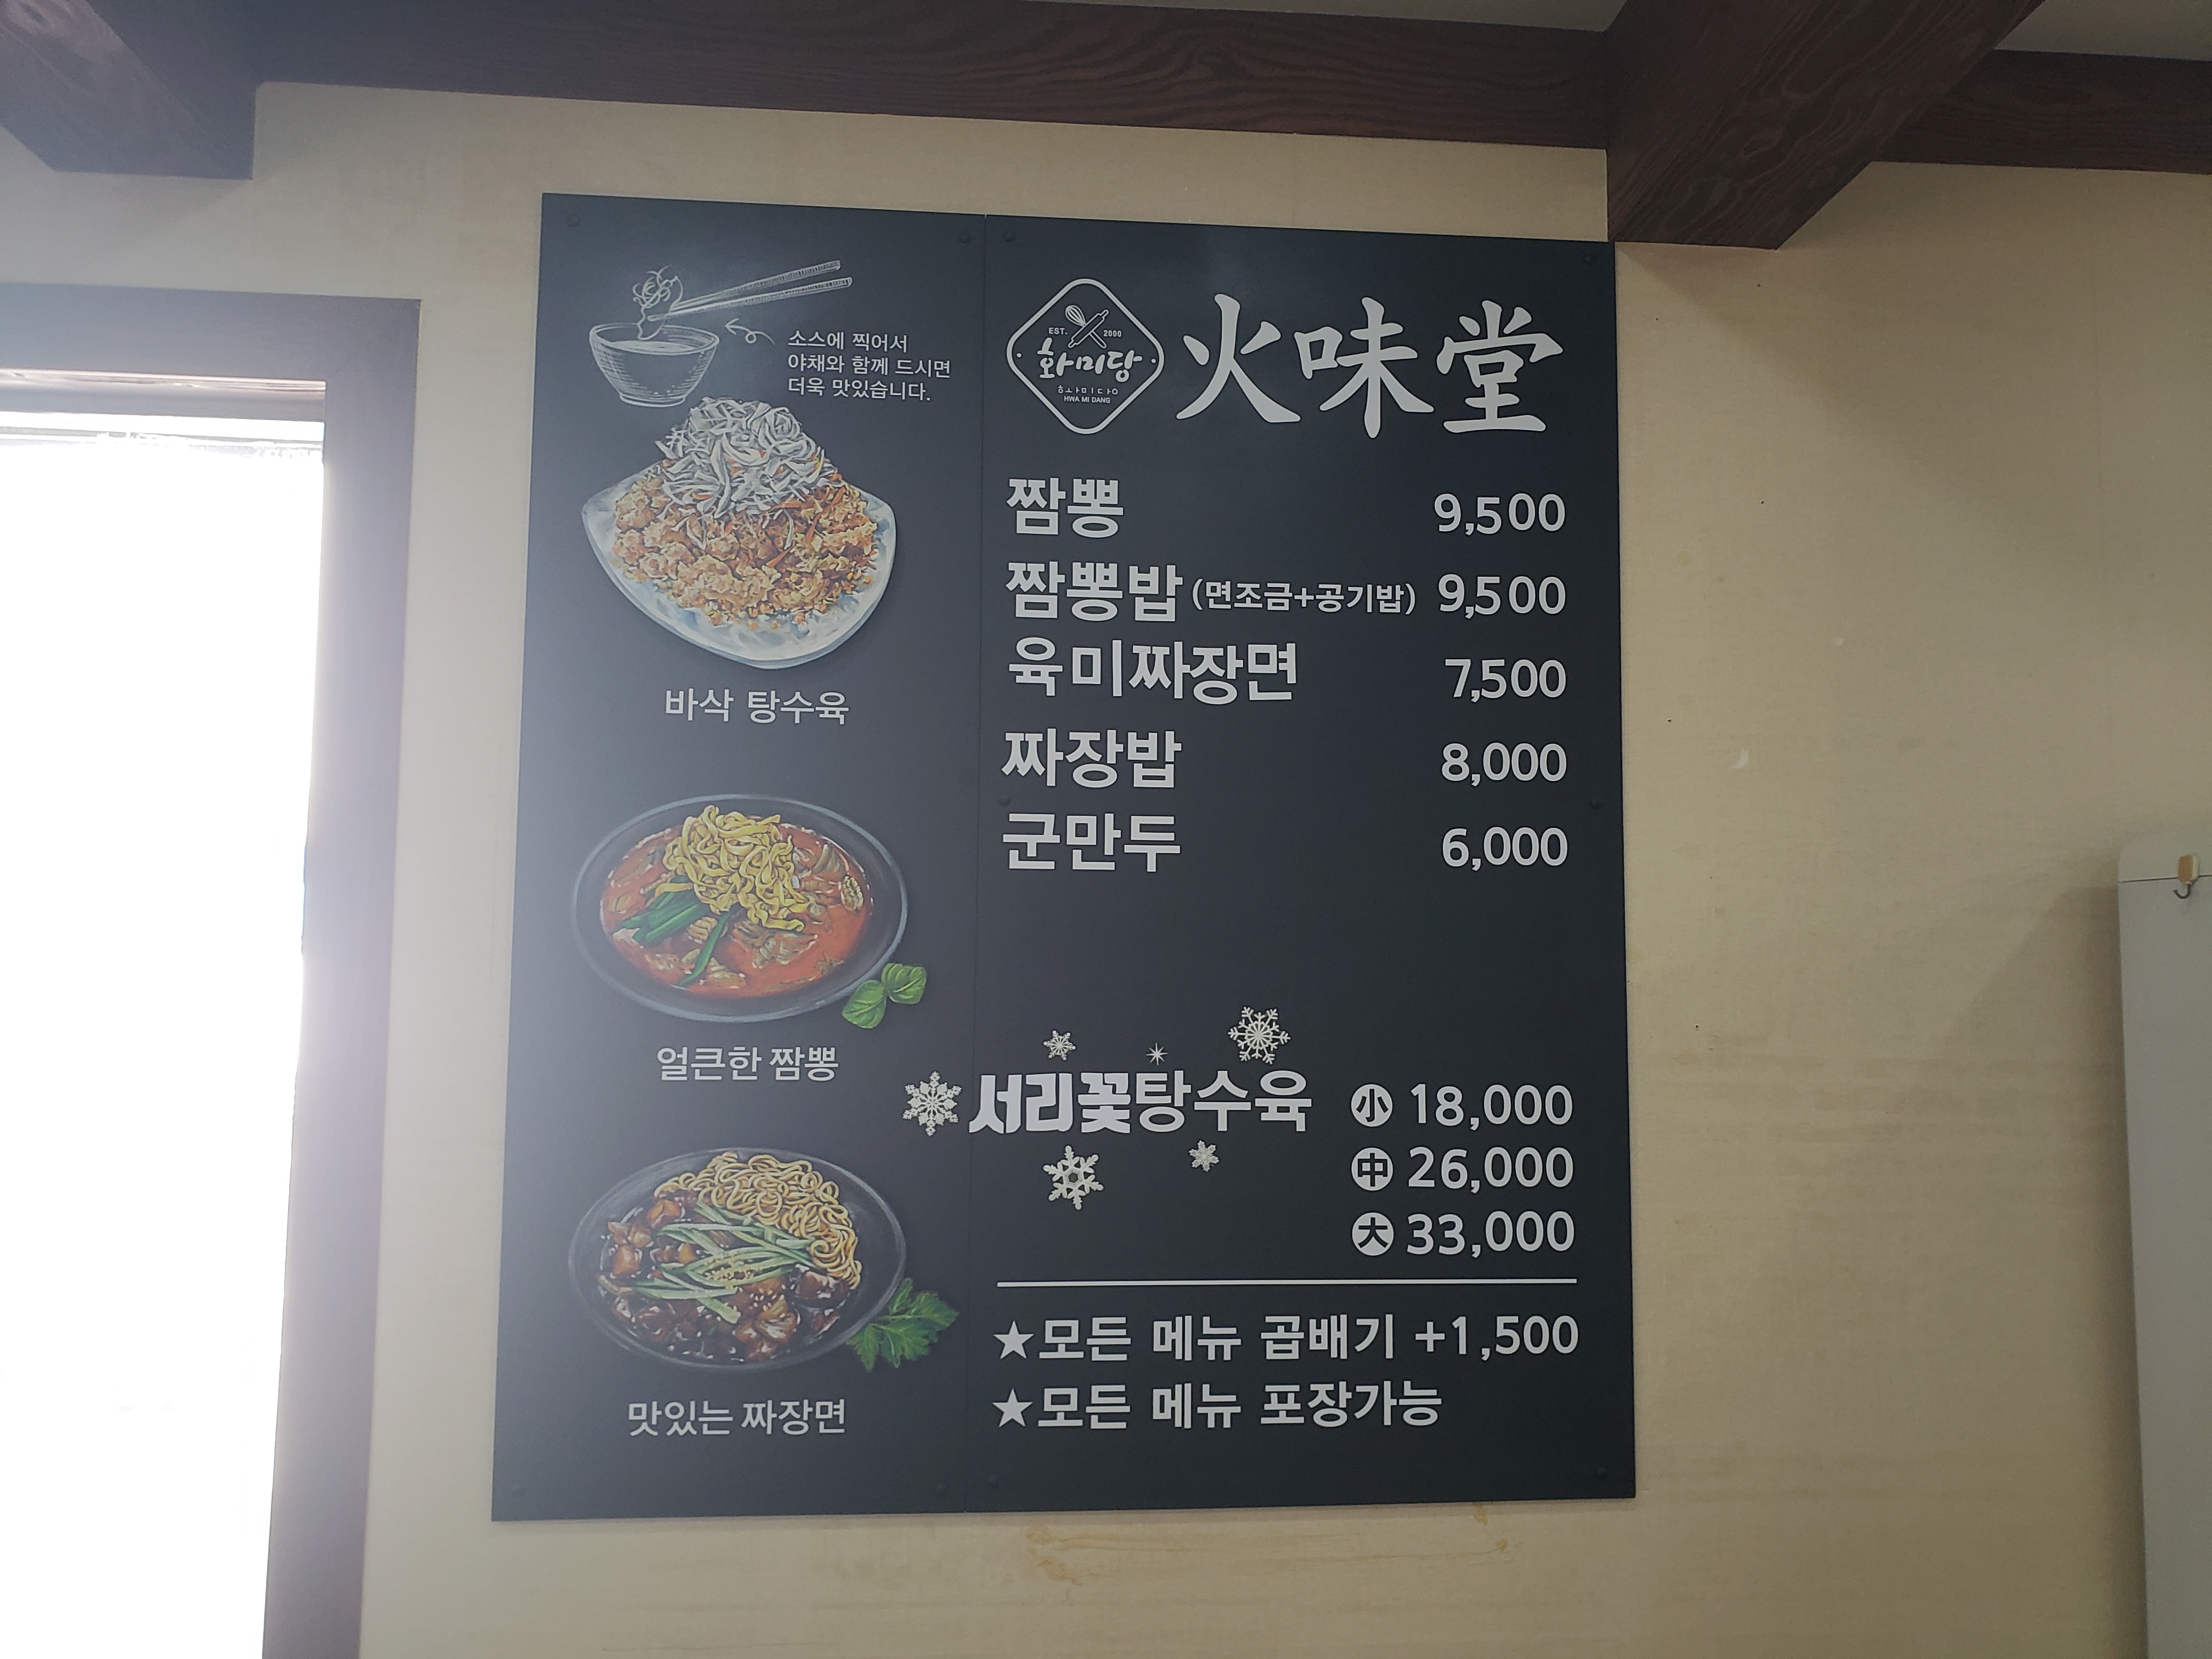 소스에 찍어서
야채와 함께 드시면
더욱 맛있습니다.
바삭 탕수육
얼큰한 짬뽕
맛있는 짜장면
EST. 2000
화미당
ㅎㅗㅏㅁㅣㄷㅏㅇ
HWA MI DANG
火味堂
짬뽕 9,500
짬뽕밥 (면조금+공기밥) 9,500
육미짜장면 7,500
짜장밥 8,000
군만두 6,000
서리꽃탕수육 小 18,000
中 26,000
大 33,000
★모든 메뉴 곱배기 +1,500
★모든 메뉴 포장가능